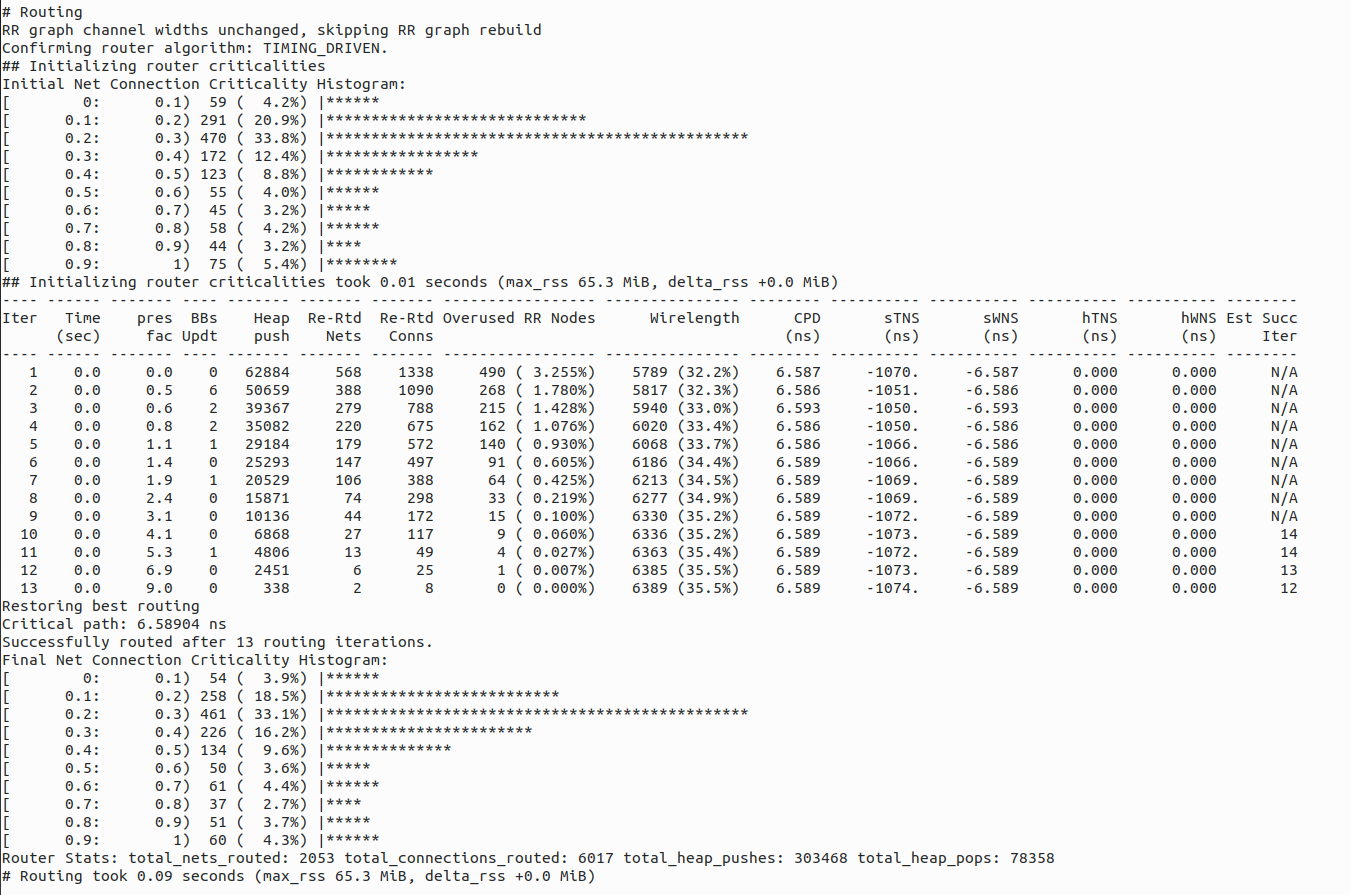 # Routing
RR graph channel widths unchanged, skipping RR graph rebuild
Confirming router algorithm: TIMING_DRIVEN.
## Initializing router criticalities
Initial Net Connection Criticality Histogram:
[        0:      0.1)  59 (  4.2%) |******
[      0.1:      0.2) 291 ( 20.9%) |*****************************
[      0.2:      0.3) 470 ( 33.8%) |***********************************************
[      0.3:      0.4) 172 ( 12.4%) |*****************
[      0.4:      0.5) 123 (  8.8%) |************
[      0.5:      0.6)  55 (  4.0%) |******
[      0.6:      0.7)  45 (  3.2%) |*****
[      0.7:      0.8)  58 (  4.2%) |******
[      0.8:      0.9)  44 (  3.2%) |****
[      0.9:        1)  75 (  5.4%) |********
## Initializing router criticalities took 0.01 seconds (max_rss 65.3 MiB, delta_rss +0.0 MiB)
---- ------ ------- ---- ------- ------- ------- ----------------- --------------- -------- ---------- ---------- ---------- ---------- --------
Iter   Time    pres  BBs    Heap  Re-Rtd  Re-Rtd Overused RR Nodes      Wirelength      CPD       sTNS       sWNS       hTNS       hWNS Est Succ
      (sec)     fac Updt    push    Nets   Conns                                       (ns)       (ns)       (ns)       (ns)       (ns)     Iter
---- ------ ------- ---- ------- ------- ------- ----------------- --------------- -------- ---------- ---------- ---------- ---------- --------
   1    0.0     0.0    0   62884     568    1338     490 ( 3.255%)    5789 (32.2%)    6.587     -1070.     -6.587      0.000      0.000      N/A
   2    0.0     0.5    6   50659     388    1090     268 ( 1.780%)    5817 (32.3%)    6.586     -1051.     -6.586      0.000      0.000      N/A
   3    0.0     0.6    2   39367     279     788     215 ( 1.428%)    5940 (33.0%)    6.593     -1050.     -6.593      0.000      0.000      N/A
   4    0.0     0.8    2   35082     220     675     162 ( 1.076%)    6020 (33.4%)    6.586     -1050.     -6.586      0.000      0.000      N/A
   5    0.0     1.1    1   29184     179     572     140 ( 0.930%)    6068 (33.7%)    6.586     -1066.     -6.586      0.000      0.000      N/A
   6    0.0     1.4    0   25293     147     497      91 ( 0.605%)    6186 (34.4%)    6.589     -1066.     -6.589      0.000      0.000      N/A
   7    0.0     1.9    1   20529     106     388      64 ( 0.425%)    6213 (34.5%)    6.589     -1069.     -6.589      0.000      0.000      N/A
   8    0.0     2.4    0   15871      74     298      33 ( 0.219%)    6277 (34.9%)    6.589     -1069.     -6.589      0.000      0.000      N/A
   9    0.0     3.1    0   10136      44     172      15 ( 0.100%)    6330 (35.2%)    6.589     -1072.     -6.589      0.000      0.000      N/A
  10    0.0     4.1    0    6868      27     117       9 ( 0.060%)    6336 (35.2%)    6.589     -1073.     -6.589      0.000      0.000       14
  11    0.0     5.3    1    4806      13      49       4 ( 0.027%)    6363 (35.4%)    6.589     -1072.     -6.589      0.000      0.000       14
  12    0.0     6.9    0    2451       6      25       1 ( 0.007%)    6385 (35.5%)    6.589     -1073.     -6.589      0.000      0.000       13
  13    0.0     9.0    0     338       2       8       0 ( 0.000%)    6389 (35.5%)    6.589     -1074.     -6.589      0.000      0.000       12
Restoring best routing
Critical path: 6.58904 ns
Successfully routed after 13 routing iterations.
Final Net Connection Criticality Histogram:
[        0:      0.1)  54 (  3.9%) |******
[      0.1:      0.2) 258 ( 18.5%) |**************************
[      0.2:      0.3) 461 ( 33.1%) |***********************************************
[      0.3:      0.4) 226 ( 16.2%) |***********************
[      0.4:      0.5) 134 (  9.6%) |**************
[      0.5:      0.6)  50 (  3.6%) |*****
[      0.6:      0.7)  61 (  4.4%) |******
[      0.7:      0.8)  37 (  2.7%) |****
[      0.8:      0.9)  51 (  3.7%) |*****
[      0.9:        1)  60 (  4.3%) |******
Router Stats: total_nets_routed: 2053 total_connections_routed: 6017 total_heap_pushes: 303468 total_heap_pops: 78358
# Routing took 0.09 seconds (max_rss 65.3 MiB, delta_rss +0.0 MiB)